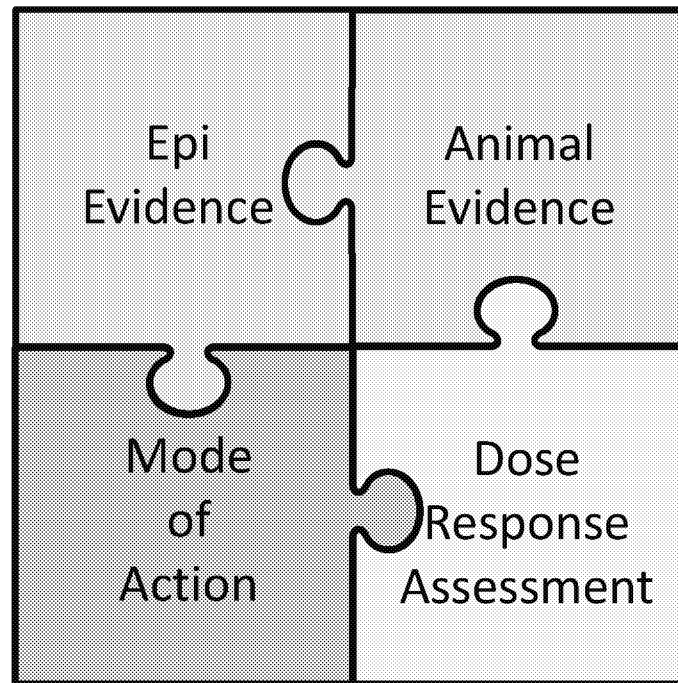 Epi
Evidence
Animal
Evidence
Mode
of
Action
Dose
Response
Assessment